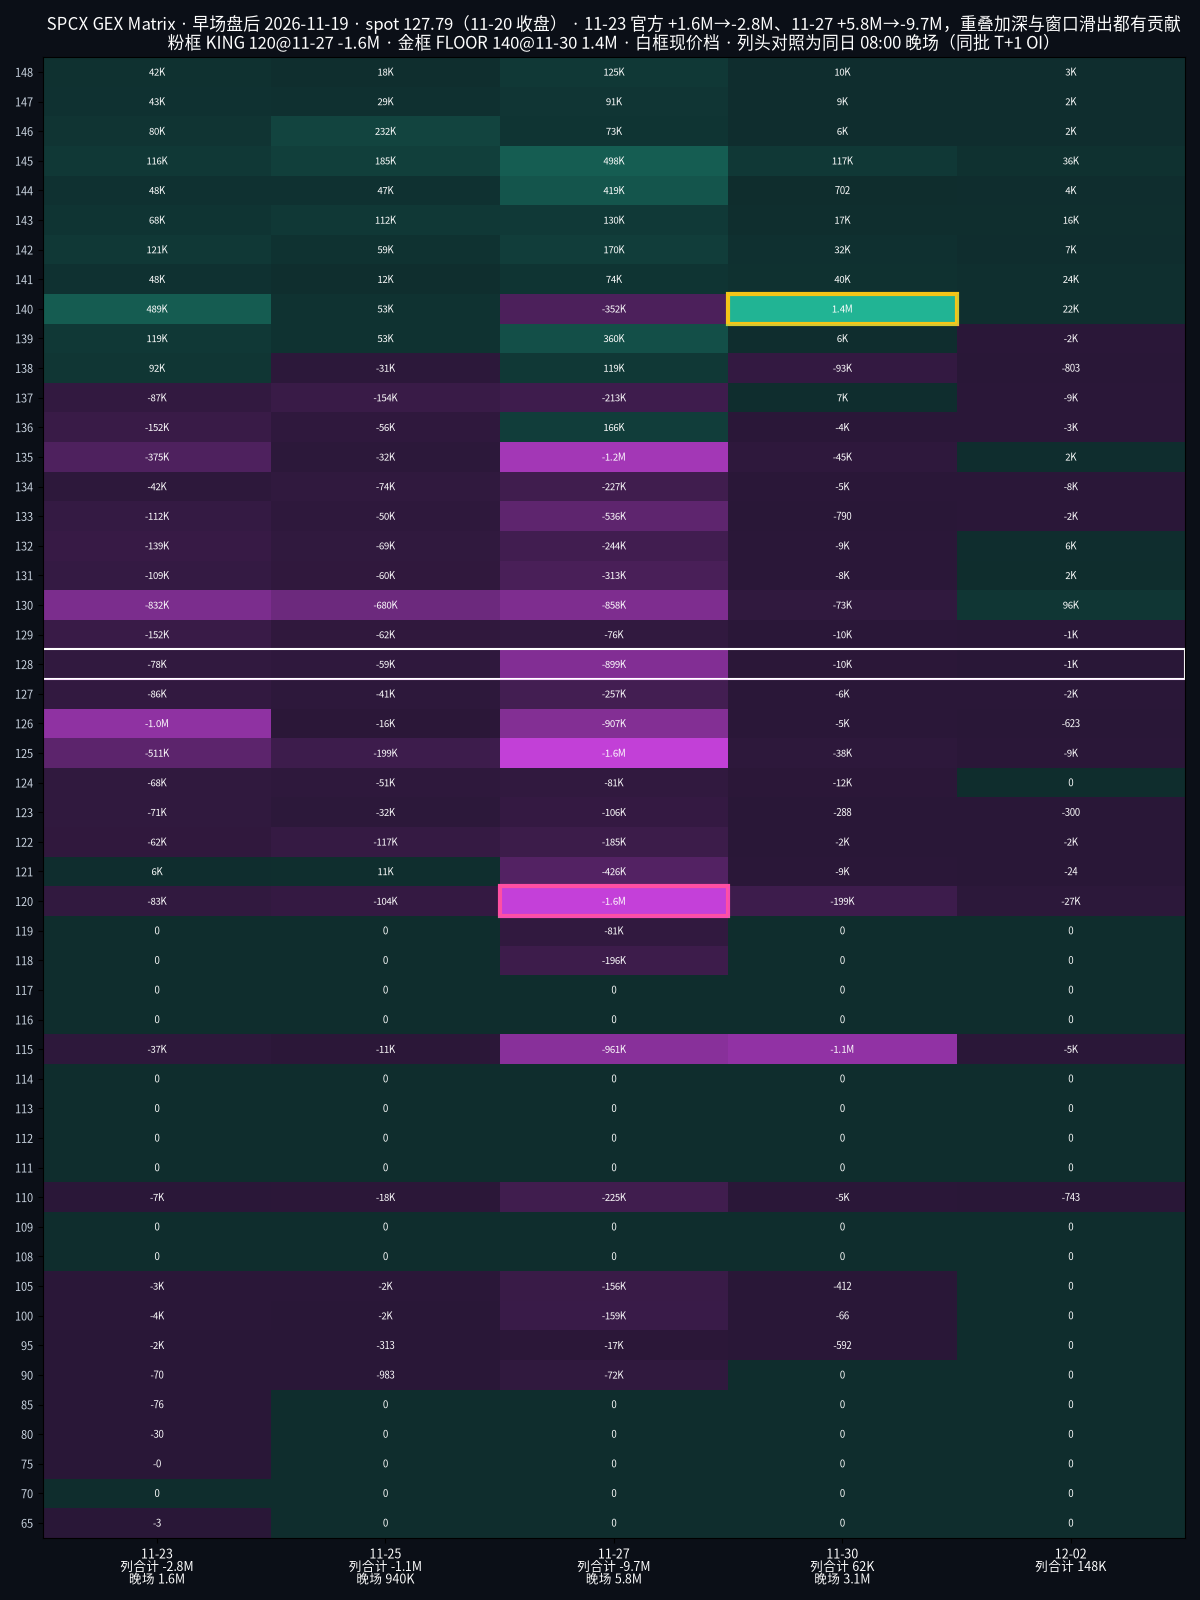 SPCX GEX Matrix · 早场盘后 2026-11-19 · spot 127.79（11-20 收盘） · 11-23 官方 +1.6M→-2.8M、11-27 +5.8M→-9.7M，重叠加深与窗口滑出都有贡献
粉框 KING 120@11-27 -1.6M · 金框 FLOOR 140@11-30 1.4M · 白框现价档 · 列头对照为同日 08:00 晚场（同批 T+1 OI）
148 42K 18K 125K 10K 3K
147 43K 29K 91K 9K 2K
146 80K 232K 73K 6K 2K
145 116K 185K 498K 117K 36K
144 48K 47K 419K 702 4K
143 68K 112K 130K 17K 16K
142 121K 59K 170K 32K 7K
141 48K 12K 74K 40K 24K
140 489K 53K -352K 1.4M 22K
139 119K 53K 360K 6K -2K
138 92K -31K 119K -93K -803
137 -87K -154K -213K 7K -9K
136 -152K -56K 166K -4K -3K
135 -375K -32K -1.2M -45K 2K
134 -42K -74K -227K -5K -8K
133 -112K -50K -536K -790 -2K
132 -139K -69K -244K -9K 6K
131 -109K -60K -313K -8K 2K
130 -832K -680K -858K -73K 96K
129 -152K -62K -76K -10K -1K
128 -78K -59K -899K -10K -1K
127 -86K -41K -257K -6K -2K
126 -1.0M -16K -907K -5K -623
125 -511K -199K -1.6M -38K -9K
124 -68K -51K -81K -12K 0
123 -71K -32K -106K -288 -300
122 -62K -117K -185K -2K -2K
121 6K 11K -426K -9K -24
120 -83K -104K -1.6M -199K -27K
119 0 0 -81K 0 0
118 0 0 -196K 0 0
117 0 0 0 0 0
116 0 0 0 0 0
115 -37K -11K -961K -1.1M -5K
114 0 0 0 0 0
113 0 0 0 0 0
112 0 0 0 0 0
111 0 0 0 0 0
110 -7K -18K -225K -5K -743
109 0 0 0 0 0
108 0 0 0 0 0
105 -3K -2K -156K -412 0
100 -4K -2K -159K -66 0
95 -2K -313 -17K -592 0
90 -70 -983 -72K 0 0
85 -76 0 0 0 0
80 -30 0 0 0 0
75 -0 0 0 0 0
70 0 0 0 0 0
65 -3 0 0 0 0
11-23 11-25 11-27 11-30 12-02
列合计 -2.8M 列合计 -1.1M 列合计 -9.7M 列合计 62K 列合计 148K
晚场 1.6M 晚场 940K 晚场 5.8M 晚场 3.1M